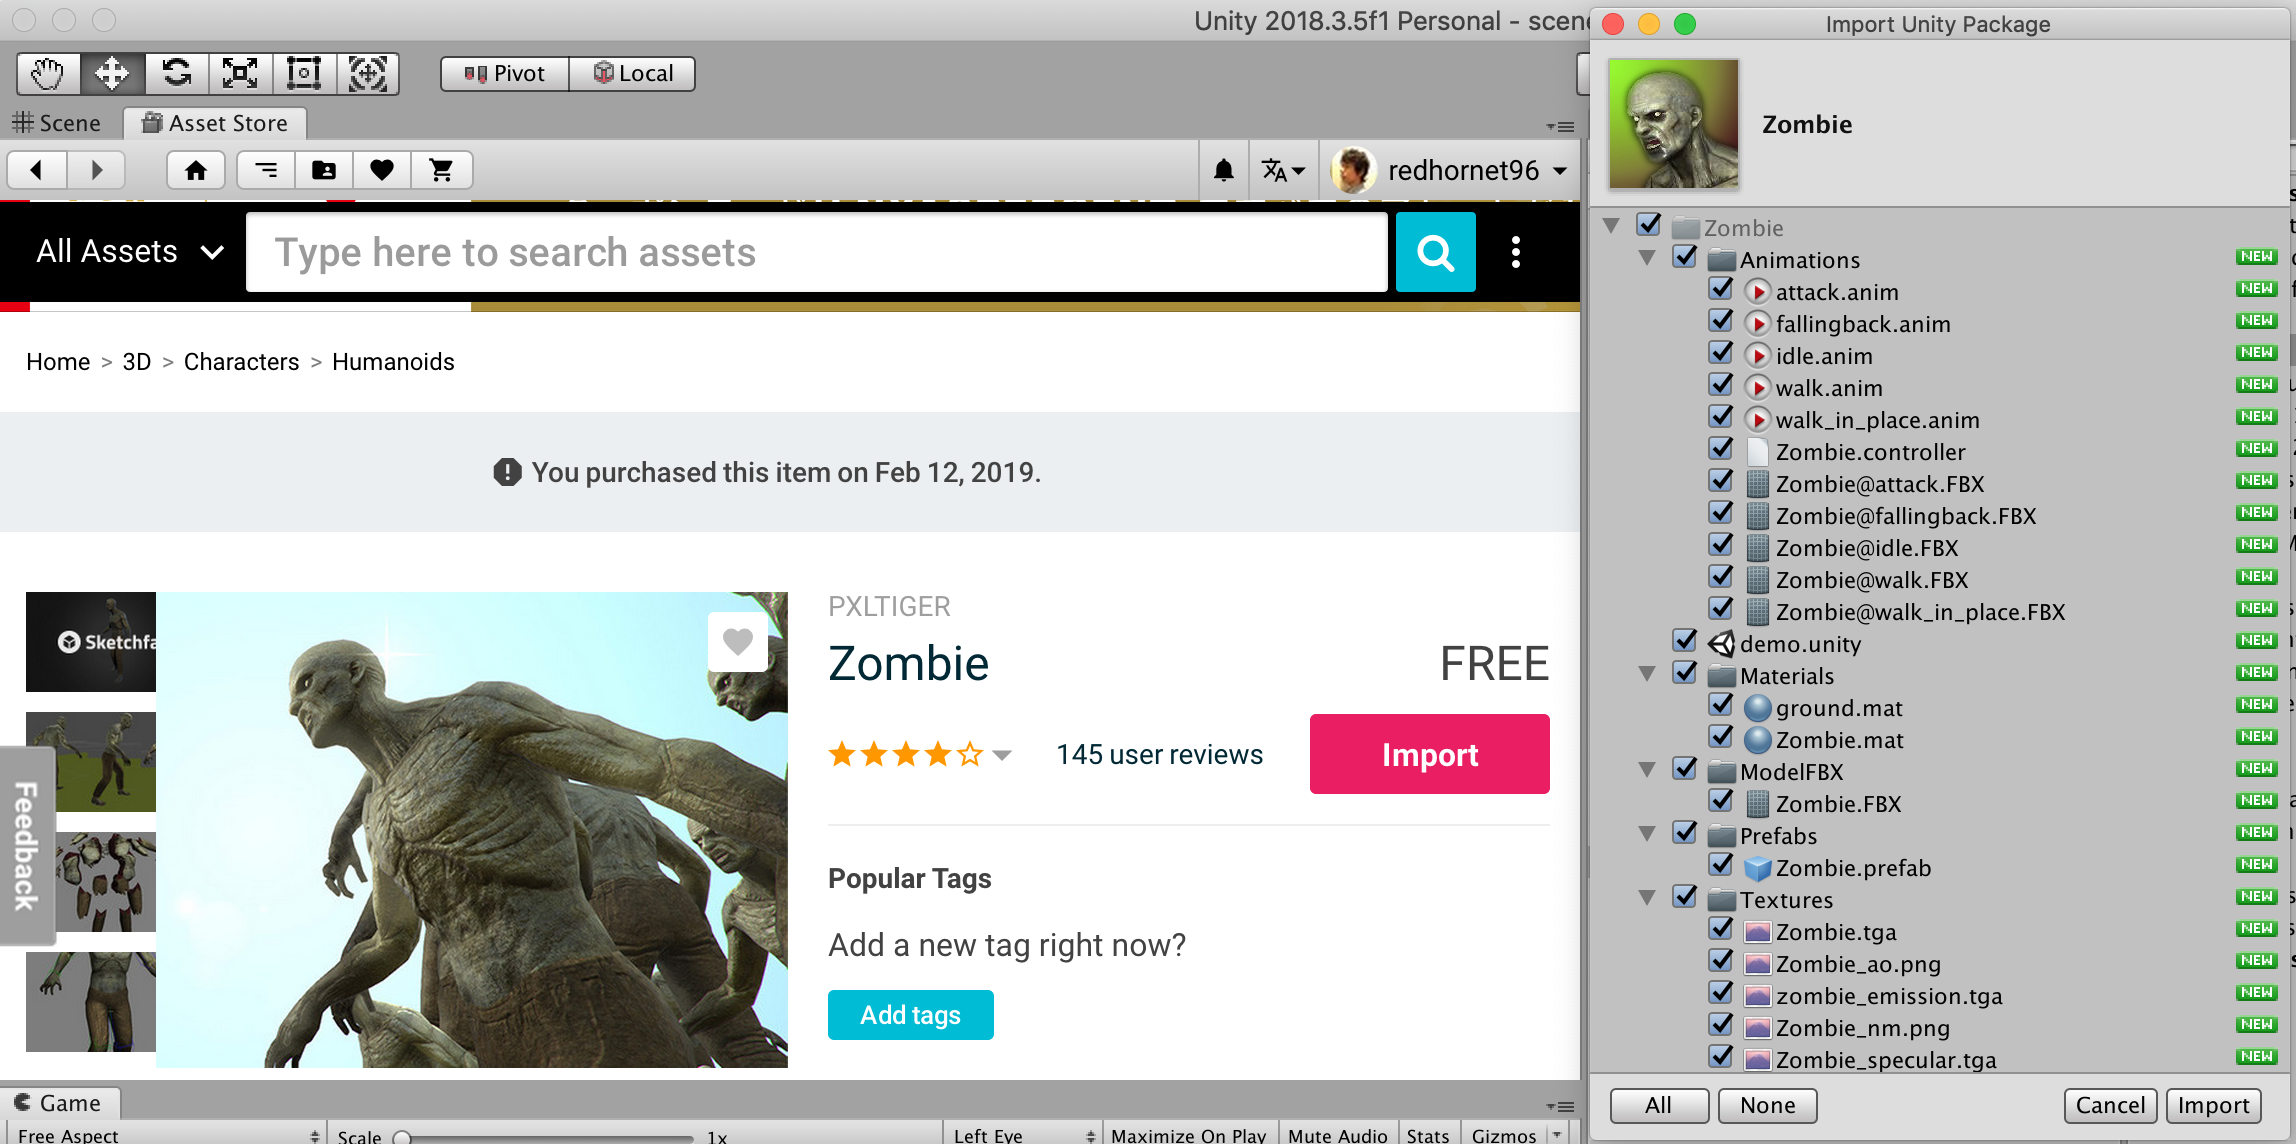 Unity 2018.3.5f1 Personal - scene
Pivot
Local
Scene
Asset Store
redhornet96
All Assets
Type here to search assets
Home > 3D > Characters > Humanoids
You purchased this item on Feb 12, 2019.
Sketchfa
PXLTIGER
Zombie
FREE
145 user reviews
Import
Popular Tags
Add a new tag right now?
Add tags
Feedback
Game
Free Aspect
Scale
1x
Left Eye
Maximize On Play
Mute Audio
Stats
Gizmos
Import Unity Package
Zombie
Zombie
Animations NEW
attack.anim NEW
fallingback.anim NEW
idle.anim NEW
walk.anim NEW
walk_in_place.anim NEW
Zombie.controller NEW
Zombie@attack.FBX NEW
Zombie@fallingback.FBX NEW
Zombie@idle.FBX NEW
Zombie@walk.FBX NEW
Zombie@walk_in_place.FBX NEW
demo.unity NEW
Materials NEW
ground.mat NEW
Zombie.mat NEW
ModelFBX NEW
Zombie.FBX NEW
Prefabs NEW
Zombie.prefab NEW
Textures NEW
Zombie.tga NEW
Zombie_ao.png NEW
zombie_emission.tga NEW
Zombie_nm.png NEW
Zombie_specular.tga NEW
All
None
Cancel
Import